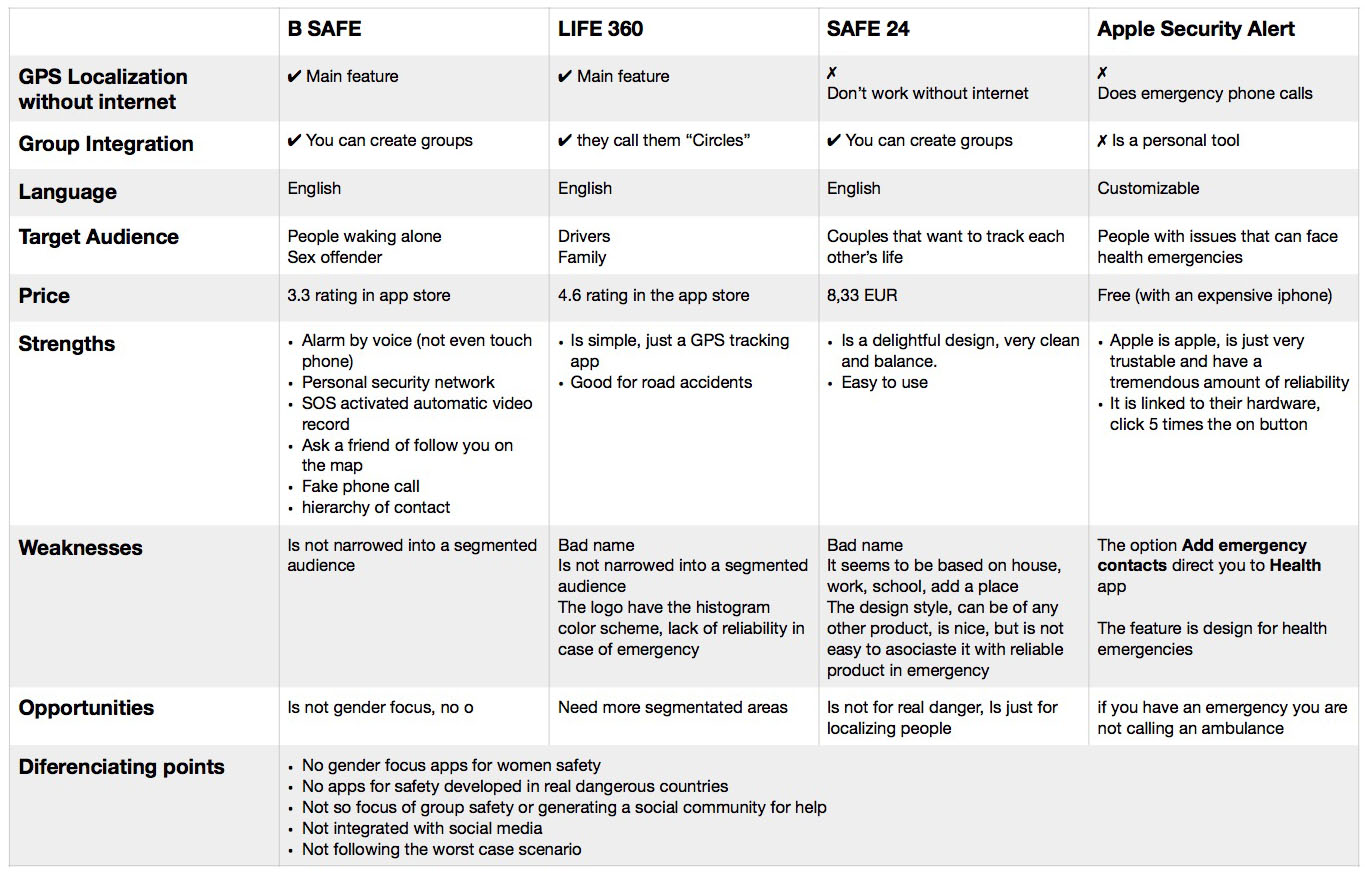 B SAFE
LIFE 360
SAFE 24
Apple Security Alert
GPS Localization
without internet
✔ Main feature
✔ Main feature
✗
Don’t work without internet
✗
Does emergency phone calls
Group Integration
✔ You can create groups
✔ they call them “Circles”
✔ You can create groups
✗ Is a personal tool
Language
English
English
English
Customizable
Target Audience
People waking alone
Sex offender
Drivers
Family
Couples that want to track each
other’s life
People with issues that can face
health emergencies
Price
3.3 rating in app store
4.6 rating in the app store
8,33 EUR
Free (with an expensive iphone)
Strengths
• Alarm by voice (not even touch
phone)
• Personal security network
• SOS activated automatic video
record
• Ask a friend of follow you on
the map
• Fake phone call
• hierarchy of contact
• Is simple, just a GPS tracking
app
• Good for road accidents
• Is a delightful design, very clean
and balance.
• Easy to use
• Apple is apple, is just very
trustable and have a
tremendous amount of reliability
• It is linked to their hardware,
click 5 times the on button
Weaknesses
Is not narrowed into a segmented
audience
Bad name
Is not narrowed into a segmented
audience
The logo have the histogram
color scheme, lack of reliability in
case of emergency
Bad name
It seems to be based on house,
work, school, add a place
The design style, can be of any
other product, is nice, but is not
easy to asociaste it with reliable
product in emergency
The option Add emergency
contacts direct you to Health
app
The feature is design for health
emergencies
Opportunities
Is not gender focus, no o
Need more segmentated areas
Is not for real danger, Is just for
localizing people
if you have an emergency you are
not calling an ambulance
Diferenciating points
• No gender focus apps for women safety
• No apps for safety developed in real dangerous countries
• Not so focus of group safety or generating a social community for help
• Not integrated with social media
• Not following the worst case scenario